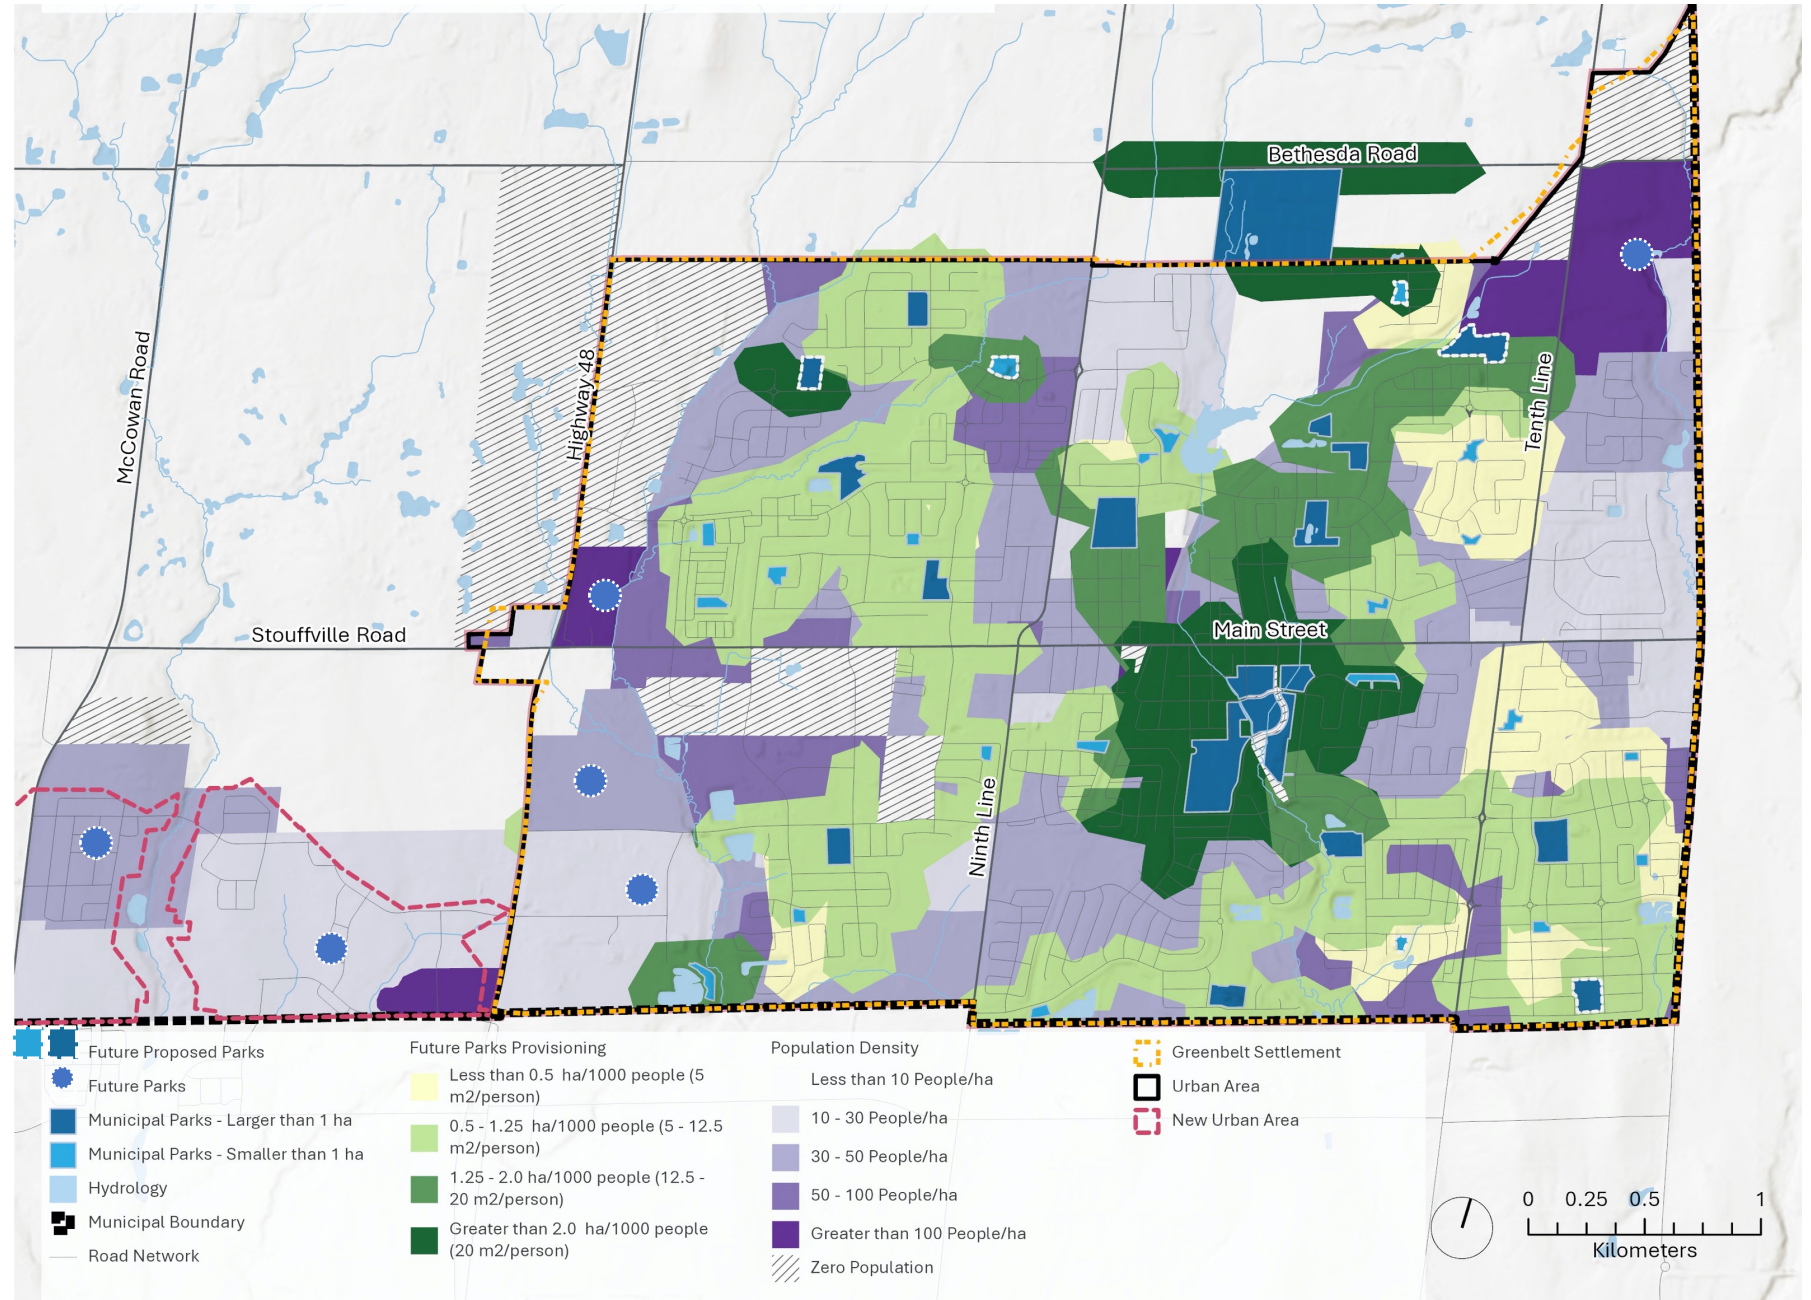 Bethesda Road
McCowan Road
Highway 48
Tenth Line
Stouffville Road
Main Street
Ninth Line
Future Proposed Parks
Future Parks
Municipal Parks - Larger than 1 ha
Municipal Parks - Smaller than 1 ha
Hydrology
Municipal Boundary
Road Network
Future Parks Provisioning
Less than 0.5 ha/1000 people (5
m2/person)
0.5 - 1.25 ha/1000 people (5 - 12.5
m2/person)
1.25 - 2.0 ha/1000 people (12.5 -
20 m2/person)
Greater than 2.0 ha/1000 people
(20 m2/person)
Population Density
Less than 10 People/ha
10 - 30 People/ha
30 - 50 People/ha
50 - 100 People/ha
Greater than 100 People/ha
Zero Population
Greenbelt Settlement
Urban Area
New Urban Area
0 0.25 0.5 1
Kilometers